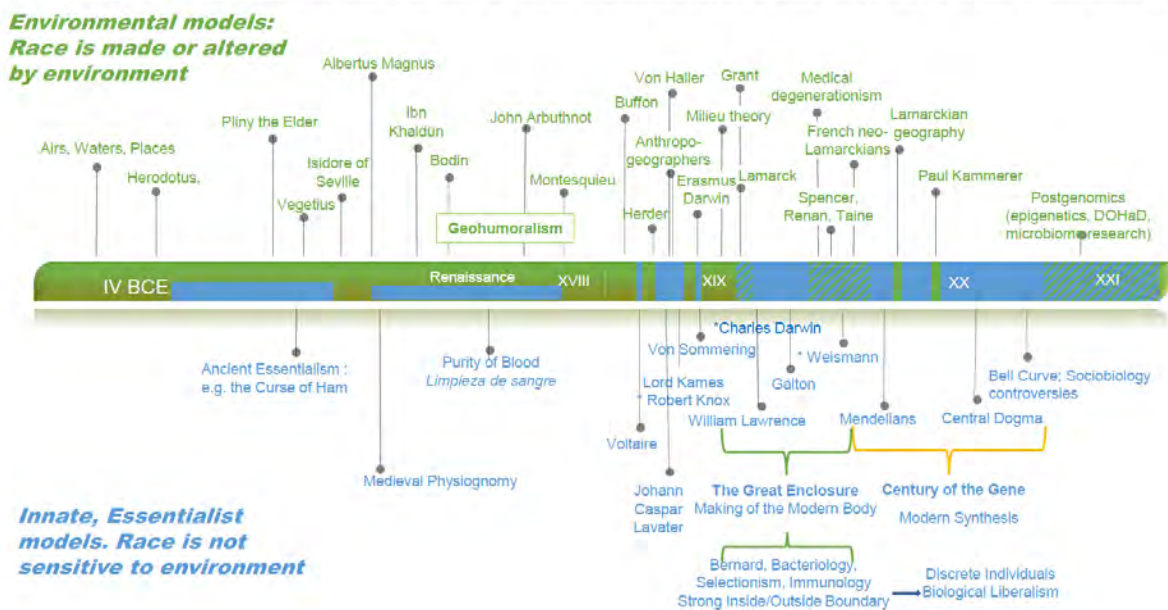 Environmental models:
Race is made or altered
by environment
Airs, Waters, Places
Herodotus,
Pliny the Elder
Vegetius
Isidore of
Seville
Albertus Magnus
Ibn
Khaldun
Bodin
Geohumoralism
John Arbuthnot
Montesquieu
Buffon
Herder
Von Haller
Anthropo-
geographers
Erasmus
Darwin
Milieu theory
Grant
Lamarck
Medical
degenerationism
Spencer,
Renan, Taine
French neo-
Lamarckians
Lamarckian
geography
Paul Kammerer
Postgenomics
(epigenetics, DOHaD,
microbiome research)
IV BCE
Renaissance
XVIII
XIX
XX
XXI
Ancient Essentialism :
e.g. the Curse of Ham
Medieval Physiognomy
Purity of Blood
Limpieza de sangre
Voltaire
Johann
Caspar
Lavater
Lord Kames
* Robert Knox
Von Sommering
*Charles Darwin
William Lawrence
Galton
* Weismann
Mendelians
Central Dogma
Bell Curve; Sociobiology
controversies
The Great Enclosure
Making of the Modern Body
Century of the Gene
Modern Synthesis
Bernard, Bacteriology,
Selectionism, Immunology
Strong Inside/Outside Boundary
Discrete Individuals
Biological Liberalism
Innate, Essentialist
models. Race is not
sensitive to environment